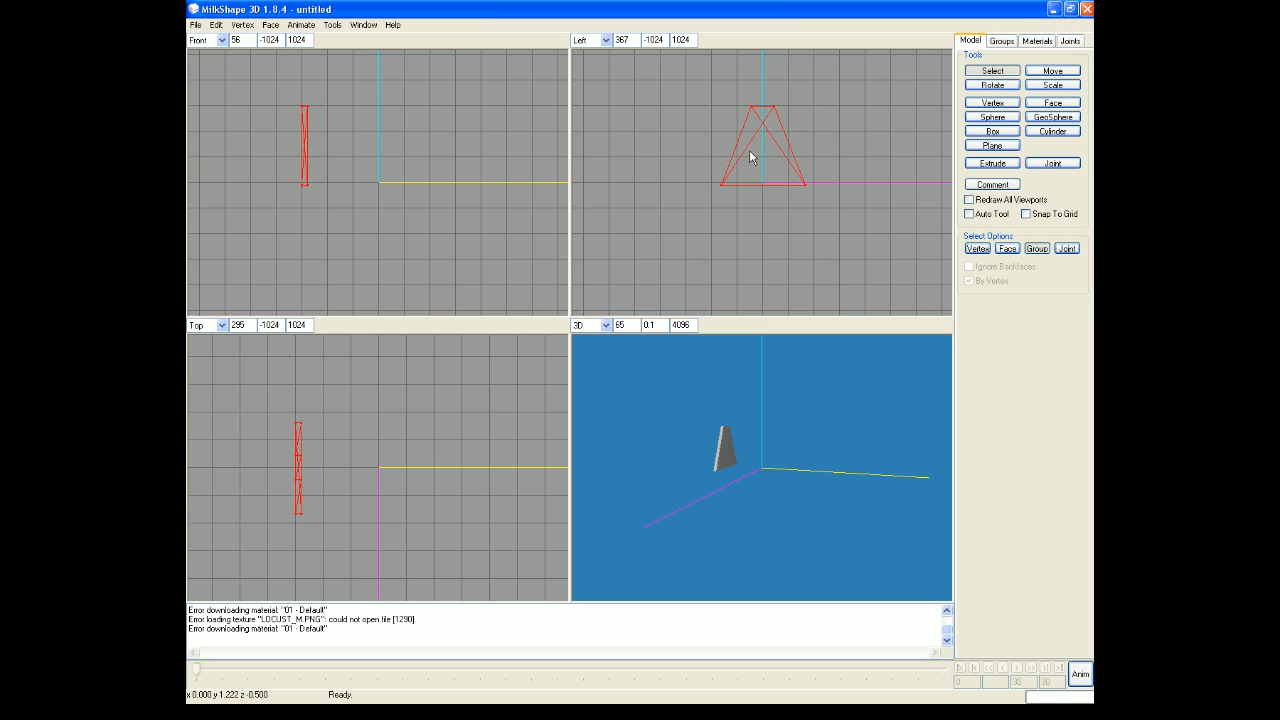 MilkShape 3D 1.8.4 - untitled
File Edit Vertex Face Animate Tools Window Help
Front 56 -1024 1024
Left 367 -1024 1024
Model Groups Materials Joints
Tools
Select Move
Rotate Scale
Vertex Face
Sphere GeoSphere
Box Cylinder
Plane
Extrude Joint
Comment
Redraw All Viewports
Auto Tool Snap To Grid
Select Options
Vertex Face Group Joint
Ignore Backfaces
By Vertex
Top 295 -1024 1024
3D 65 0.1 4096
Error downloading material: "01 - Default"
Error loading texture "LOCUST_M.PNG": could not open file [1290].
Error downloading material: "01 - Default"
0 30 30
Anim
x 0.000 y 1.222 z -0.500 Ready.